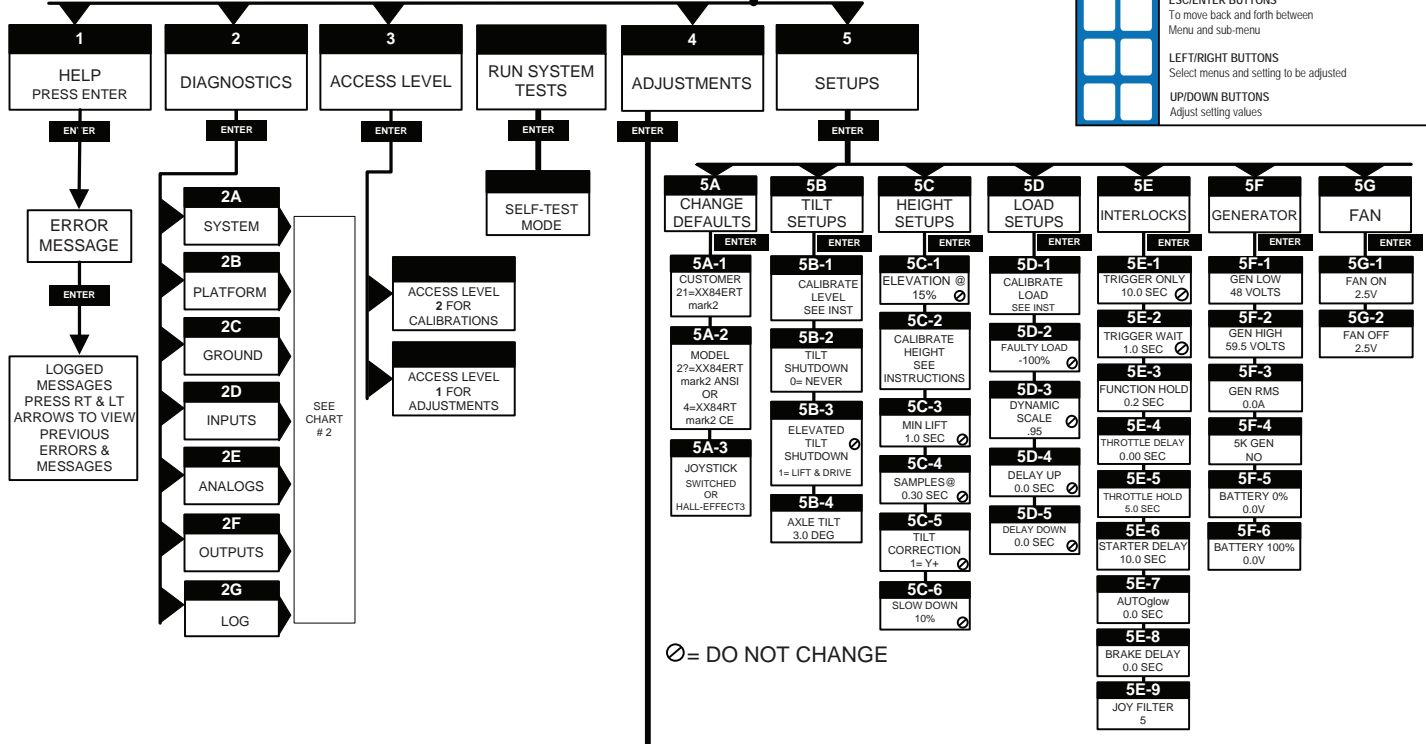 ESC/ENTER BUTTONS
To move back and forth between
Menu and sub-menu
LEFT/RIGHT BUTTONS
Select menus and setting to be adjusted
UP/DOWN BUTTONS
Adjust setting values
1
HELP
PRESS ENTER
ENTER
ERROR
MESSAGE
ENTER
LOGGED
MESSAGES
PRESS RT & LT
ARROWS TO VIEW
PREVIOUS
ERRORS &
MESSAGES
2
DIAGNOSTICS
ENTER
2A
SYSTEM
2B
PLATFORM
2C
GROUND
2D
INPUTS
2E
ANALOGS
2F
OUTPUTS
2G
LOG
SEE
CHART
# 2
3
ACCESS LEVEL
ENTER
ACCESS LEVEL
2 FOR
CALIBRATIONS
ACCESS LEVEL
1 FOR
ADJUSTMENTS
RUN SYSTEM
TESTS
ENTER
SELF-TEST
MODE
4
ADJUSTMENTS
ENTER
5
SETUPS
ENTER
5A
CHANGE
DEFAULTS
ENTER
5A-1
CUSTOMER
21=XX84ERT
mark2
5A-2
MODEL
2?=XX84ERT
mark2 ANSI
OR
4=XX84RT
mark2 CE
5A-3
JOYSTICK
SWITCHED
OR
HALL-EFFECT3
5B
TILT
SETUPS
ENTER
5B-1
CALIBRATE
LEVEL
SEE INST
5B-2
TILT
SHUTDOWN
0= NEVER
5B-3
ELEVATED
TILT
SHUTDOWN
1= LIFT & DRIVE
5B-4
AXLE TILT
3.0 DEG
5C
HEIGHT
SETUPS
ENTER
5C-1
ELEVATION @
15%
5C-2
CALIBRATE
HEIGHT
SEE
INSTRUCTIONS
5C-3
MIN LIFT
1.0 SEC
5C-4
SAMPLES@
0.30 SEC
5C-5
TILT
CORRECTION
1= Y+
5C-6
SLOW DOWN
10%
5D
LOAD
SETUPS
ENTER
5D-1
CALIBRATE
LOAD
SEE INST
5D-2
FAULTY LOAD
-100%
5D-3
DYNAMIC
SCALE
.95
5D-4
DELAY UP
0.0 SEC
5D-5
DELAY DOWN
0.0 SEC
5E
INTERLOCKS
ENTER
5E-1
TRIGGER ONLY
10.0 SEC
5E-2
TRIGGER WAIT
1.0 SEC
5E-3
FUNCTION HOLD
0.2 SEC
5E-4
THROTTLE DELAY
0.00 SEC
5E-5
THROTTLE HOLD
5.0 SEC
5E-6
STARTER DELAY
10.0 SEC
5E-7
AUTOglow
0.0 SEC
5E-8
BRAKE DELAY
0.0 SEC
5E-9
JOY FILTER
5
5F
GENERATOR
ENTER
5F-1
GEN LOW
48 VOLTS
5F-2
GEN HIGH
59.5 VOLTS
5F-3
GEN RMS
0.0A
5F-4
5K GEN
NO
5F-5
BATTERY 0%
0.0V
5F-6
BATTERY 100%
0.0V
5G
FAN
ENTER
5G-1
FAN ON
2.5V
5G-2
FAN OFF
2.5V
⊘= DO NOT CHANGE